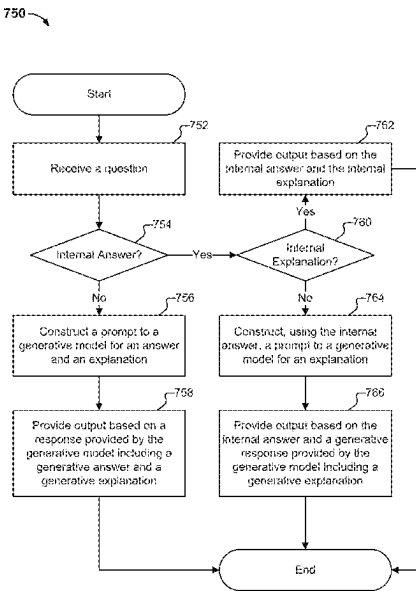 750
Start
752
Receive a question
754
Internal Answer?
Yes
No
756
Construct a prompt to a
generative model for an answer
and an explanation
758
Provide output based on a
response provided by the
generative model including a
generative answer and a
generative explanation
762
Provide output based on the
internal answer and the internal
explanation
Yes
760
Internal
Explanation?
No
764
Construct, using the internal
answer, a prompt to a generative
model for an explanation
766
Provide output based on the
internal answer and a generative
response provided by the
generative model including a
generative explanation
End